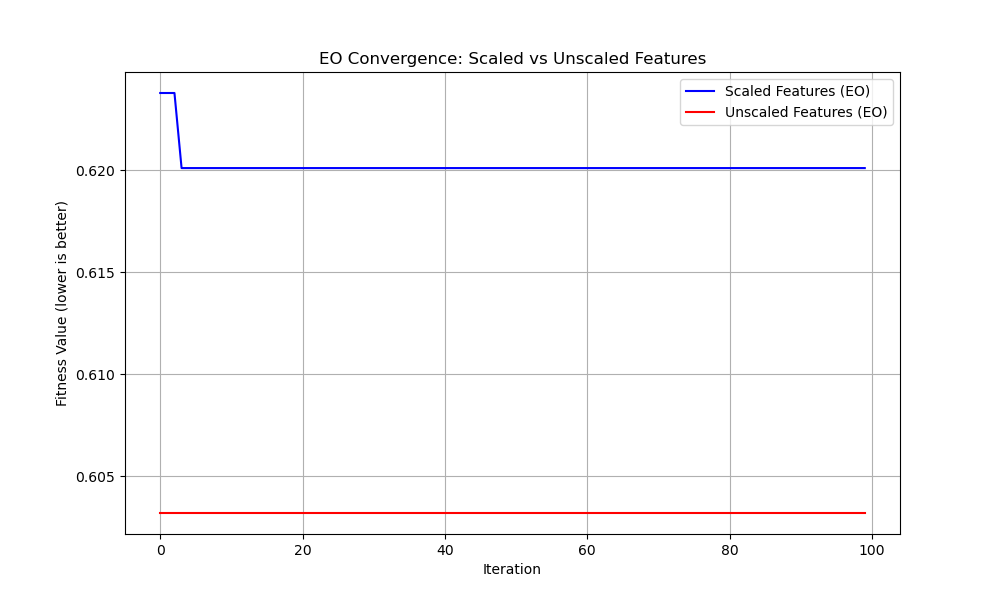 EO Convergence: Scaled vs Unscaled Features
Scaled Features (EO)
Unscaled Features (EO)
Fitness Value (lower is better)
0.620
0.615
0.610
0.605
0 20 40 60 80 100
Iteration